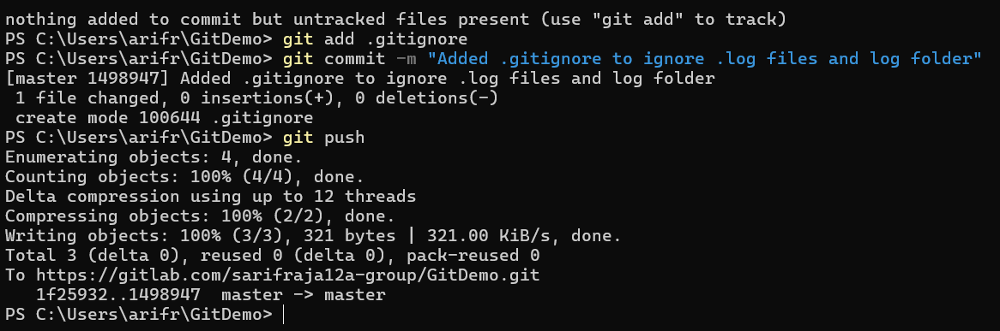 nothing added to commit but untracked files present (use "git add" to track)
PS C:\Users\arifr\GitDemo> git add .gitignore
PS C:\Users\arifr\GitDemo> git commit -m "Added .gitignore to ignore .log files and log folder"
[master 1498947] Added .gitignore to ignore .log files and log folder
 1 file changed, 0 insertions(+), 0 deletions(-)
 create mode 100644 .gitignore
PS C:\Users\arifr\GitDemo> git push
Enumerating objects: 4, done.
Counting objects: 100% (4/4), done.
Delta compression using up to 12 threads
Compressing objects: 100% (2/2), done.
Writing objects: 100% (3/3), 321 bytes | 321.00 KiB/s, done.
Total 3 (delta 0), reused 0 (delta 0), pack-reused 0
To https://gitlab.com/sarifraja12a-group/GitDemo.git
   1f25932..1498947  master -> master
PS C:\Users\arifr\GitDemo>